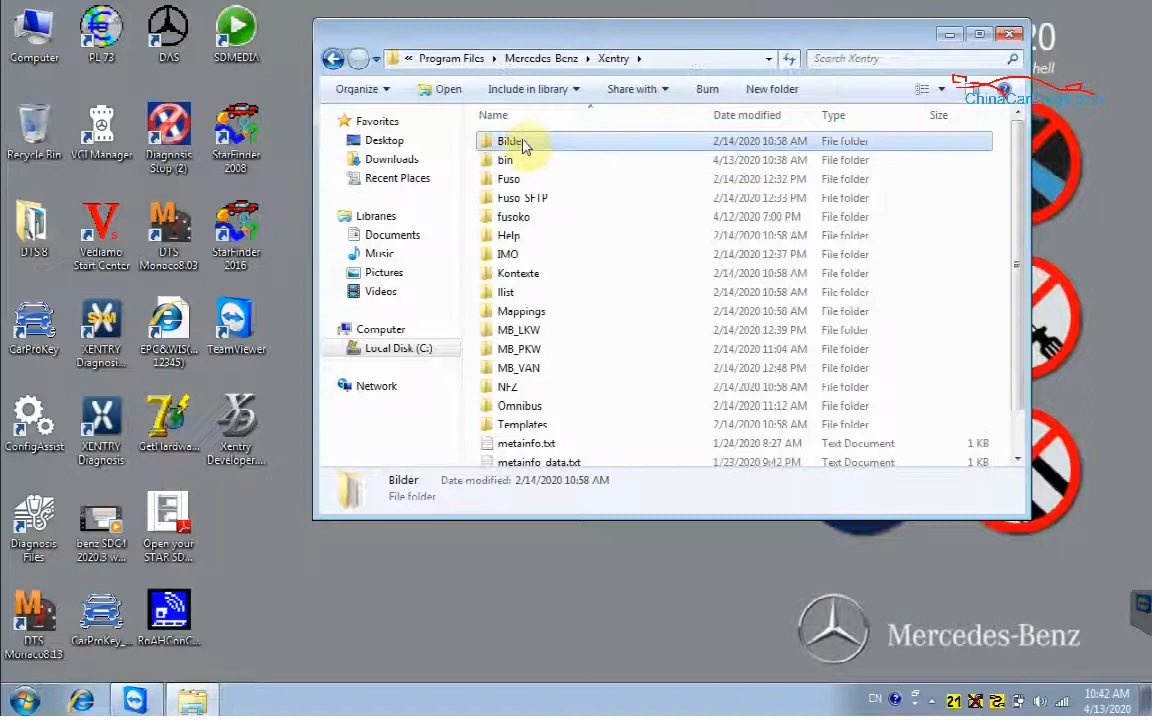 20
hell
ChinaCarDiags.com
Computer
PL 73
DAS
SDMEDIA
Recycle Bin
VCI Manager
Diagnosis
Stop (2)
StarFinder
2008
DTS 8
Vediamo
Start Center
DTS
Monaco8.03
StarFinder
2016
CarProKey
XENTRY
Diagnosi...
EPC&WIS(...
12345)
TeamViewer
ConfigAssist
XENTRY
Diagnosis
GetHardwa...
Xentry
Developer...
Diagnosis
Files
benz SDC4
2020.3 w...
Open your
STAR SD...
DTS
Monaco8.13
CarProKey_...
RoAHConC...
« Program Files ▸ Mercedes Benz ▸ Xentry ▸
Search Xentry
Organize
Open
Include in library
Share with
Burn
New folder
Favorites
Desktop
Downloads
Recent Places
Libraries
Documents
Music
Pictures
Videos
Computer
Local Disk (C:)
Network
Name Date modified Type Size
Bilder 2/14/2020 10:58 AM File folder
bin 4/13/2020 10:38 AM File folder
Fuso 2/14/2020 12:32 PM File folder
Fuso_SFTP 2/14/2020 12:33 PM File folder
fusoko 4/12/2020 7:00 PM File folder
Help 2/14/2020 10:58 AM File folder
IMO 2/14/2020 12:37 PM File folder
Kontexte 2/14/2020 10:58 AM File folder
llist 2/14/2020 10:58 AM File folder
Mappings 2/14/2020 10:58 AM File folder
MB_LKW 2/14/2020 12:39 PM File folder
MB_PKW 2/14/2020 11:04 AM File folder
MB_VAN 2/14/2020 12:48 PM File folder
NFZ 2/14/2020 10:58 AM File folder
Omnibus 2/14/2020 11:12 AM File folder
Templates 2/14/2020 10:58 AM File folder
metainfo.txt 1/24/2020 8:27 AM Text Document 1 KB
metainfo_data.txt 1/23/2020 9:42 PM Text Document 1 KB
Bilder Date modified: 2/14/2020 10:58 AM
File folder
Mercedes-Benz
EN
21
10:42 AM
4/13/2020